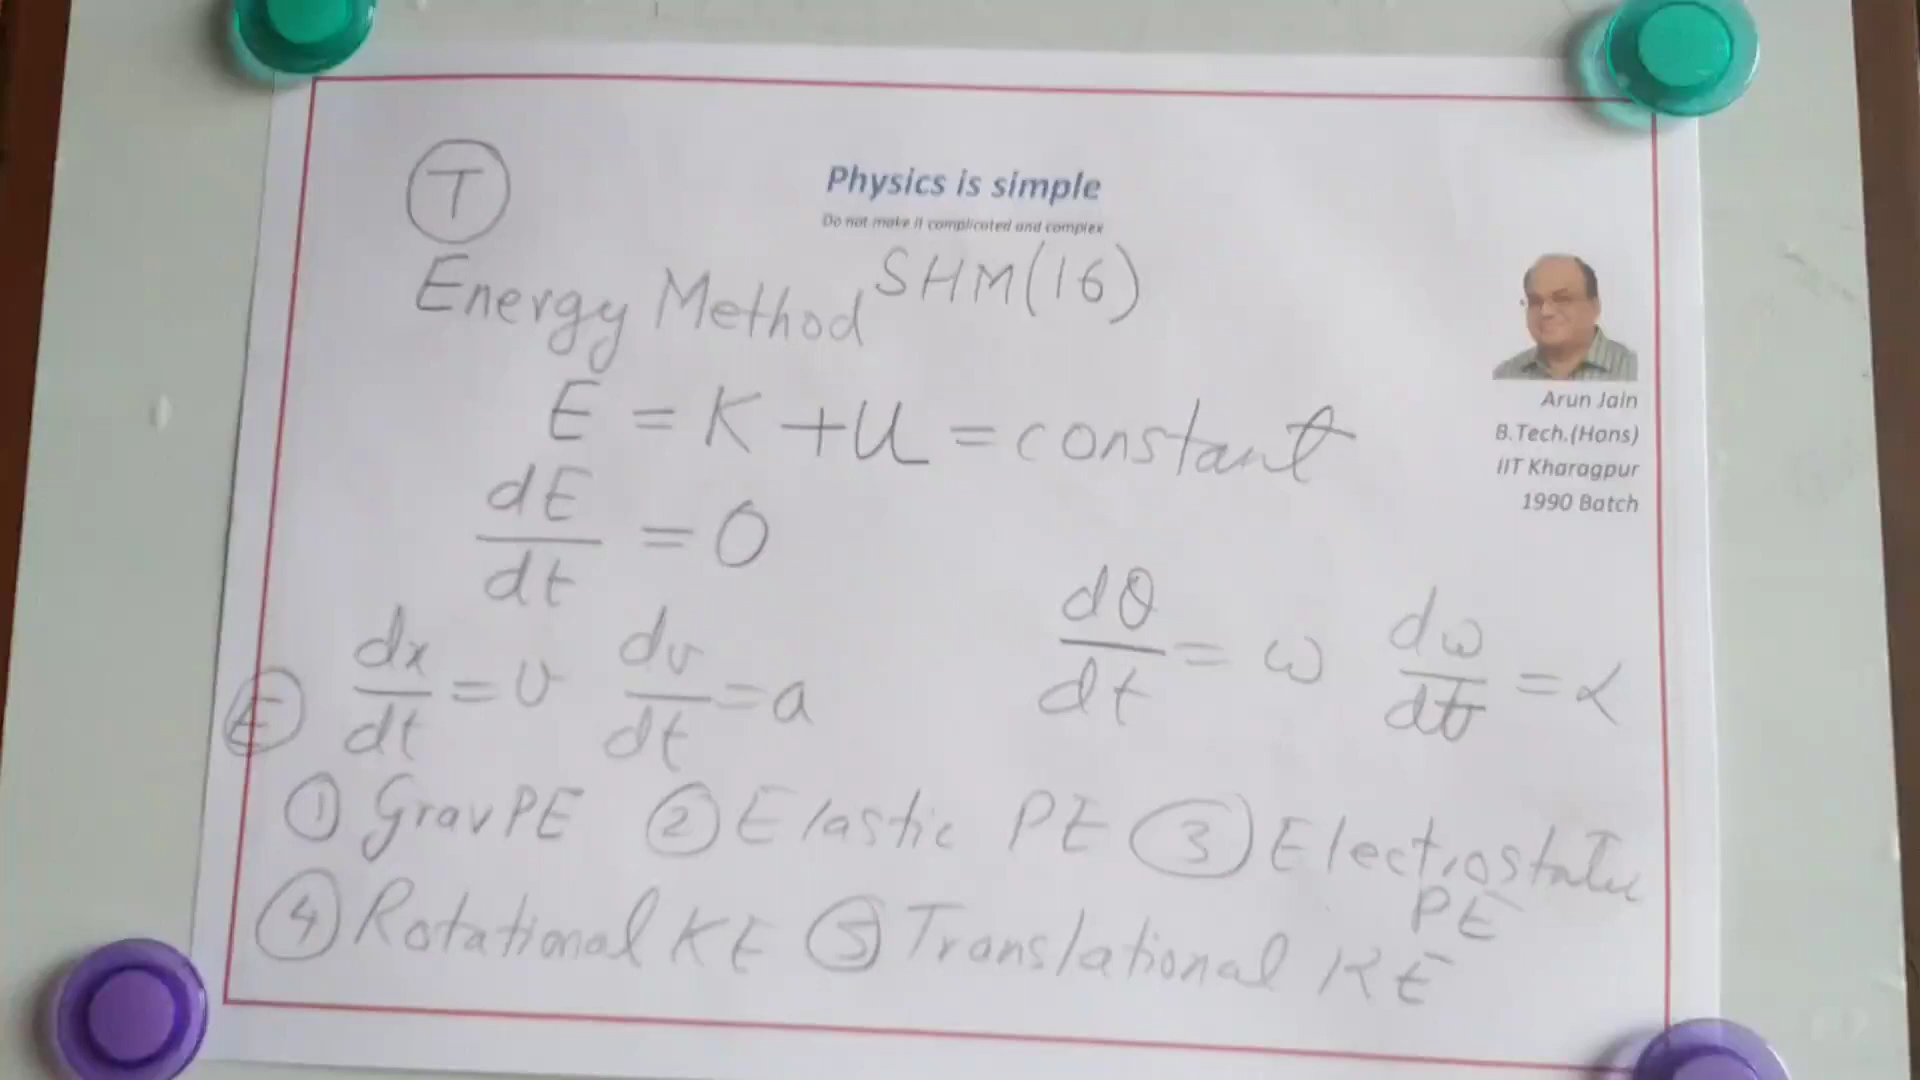 T
Physics is simple
Do not make it complicated and complex
Energy Method SHM(16)
E = K + U = constant
dE/dt = 0
dx/dt = v dv/dt = a dθ/dt = ω dω/dt = α
E
① Grav PE ② Elastic PE ③ Electrostatic PE
④ Rotational KE ⑤ Translational KE
Arun Jain
B.Tech.(Hons)
IIT Kharagpur
1990 Batch